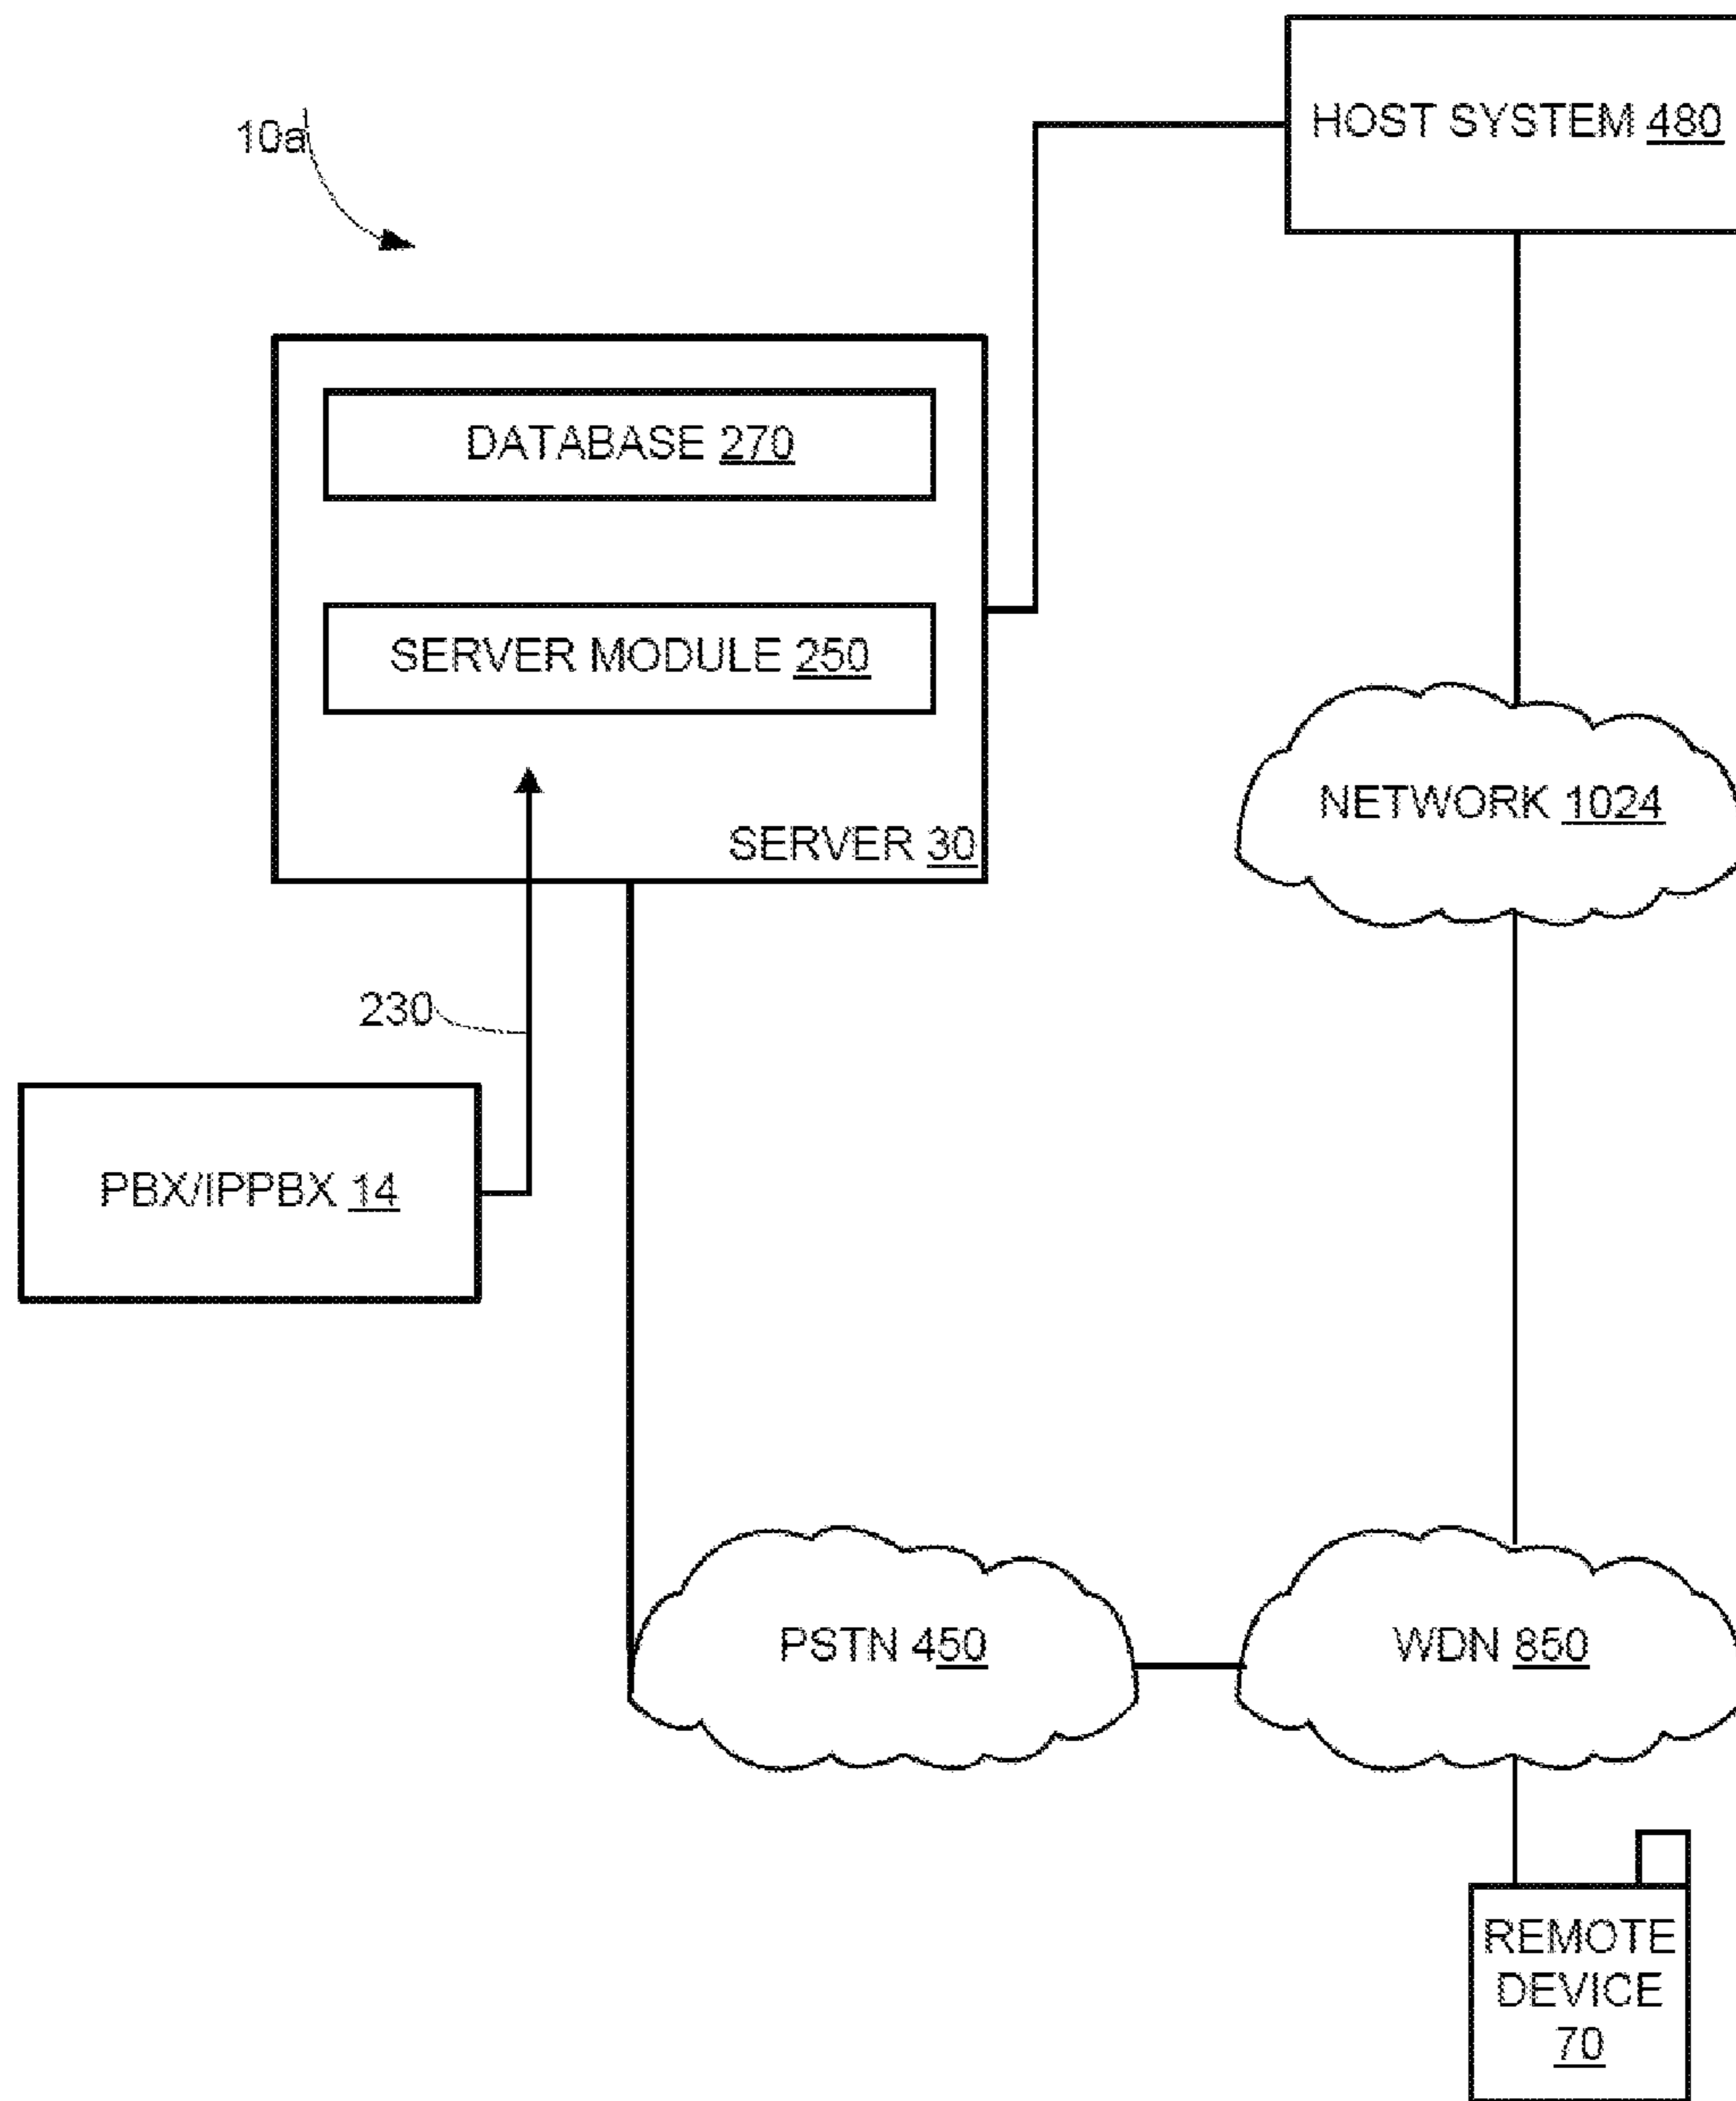 HOST SYSTEM 480
10a
DATABASE 270
SERVER MODULE 250
NETWORK 1024
SERVER 30
230
PBX/IPPBX 14
PSTN 450
WDN 850
REMOTE
DEVICE
70